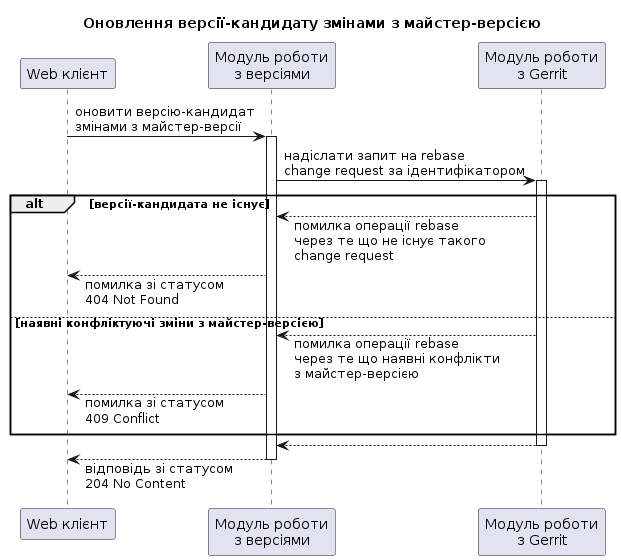 Оновлення версії-кандидату змінами з майстер-версією
Web клієнт
Модуль роботи
з версіями
Модуль роботи
з Gerrit
оновити версію-кандидат
змінами з майстер-версії
надіслати запит на rebase
change request за ідентифікатором
alt
[версії-кандидата не існує]
помилка операції rebase
через те що не існує такого
change request
помилка зі статусом
404 Not Found
[наявні конфліктуючі зміни з майстер-версією]
помилка операції rebase
через те що наявні конфлікти
з майстер-версією
помилка зі статусом
409 Conflict
відповідь зі статусом
204 No Content
Web клієнт
Модуль роботи
з версіями
Модуль роботи
з Gerrit